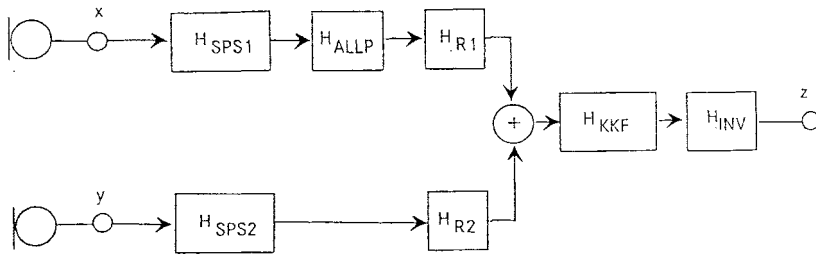 x
H SPS1
H ALLP
H R1
+
H KKF
H INV
z
y
H SPS2
H R2